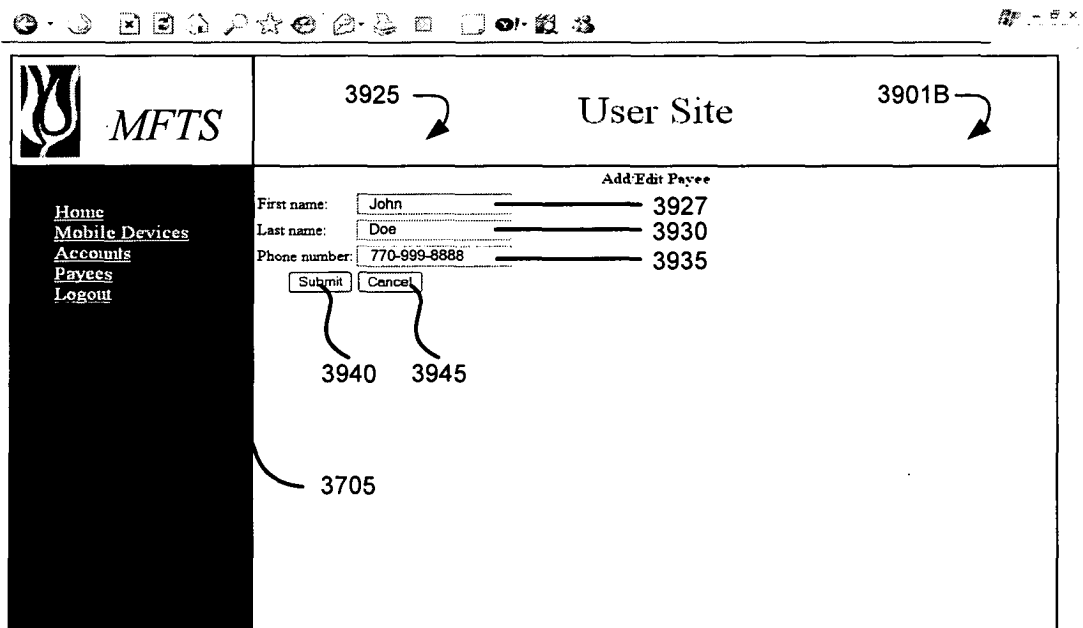 MFTS
3925
User Site
3901B
Add/Edit Payee
Home
Mobile Devices
Accounts
Payees
Logout
First name: John 3927
Last name: Doe 3930
Phone number: 770-999-8888 3935
Submit Cancel
3940 3945
3705